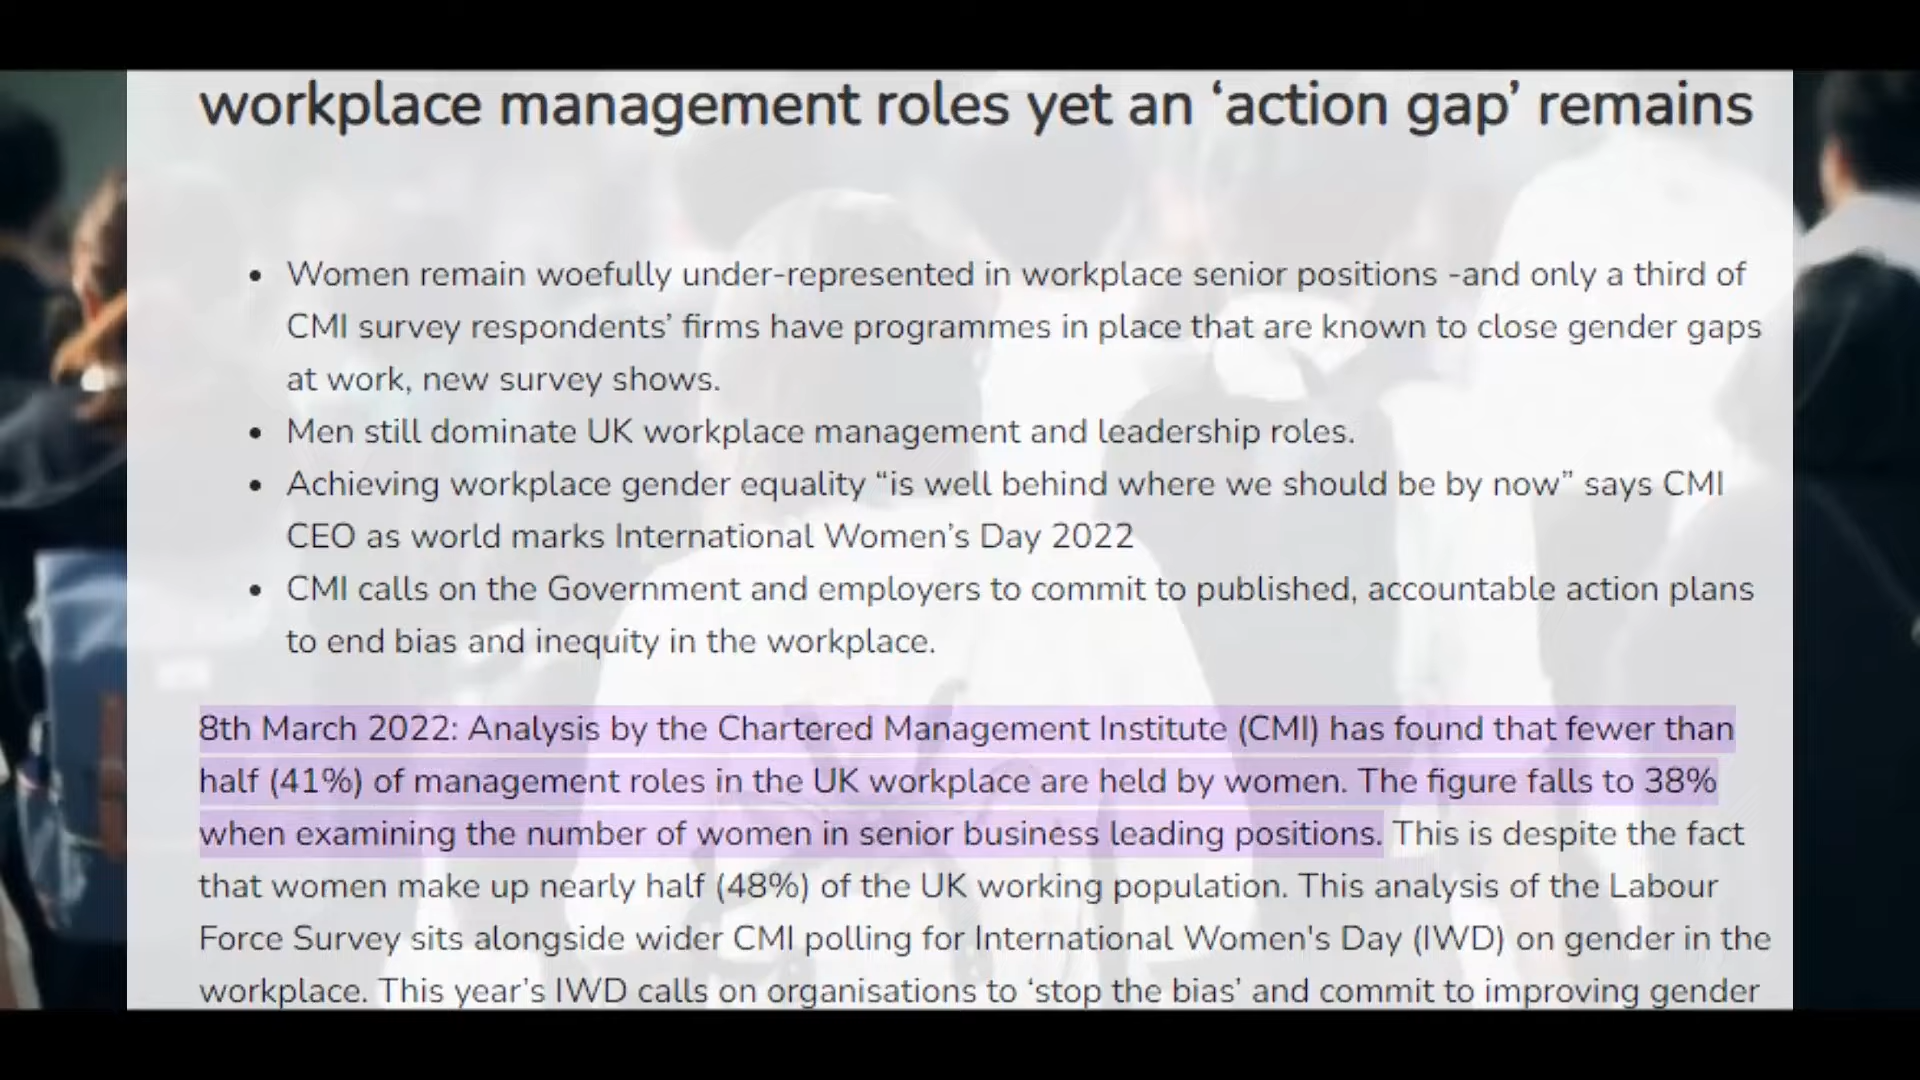 workplace management roles yet an ‘action gap’ remains
• Women remain woefully under-represented in workplace senior positions -and only a third of
CMI survey respondents’ firms have programmes in place that are known to close gender gaps
at work, new survey shows.
• Men still dominate UK workplace management and leadership roles.
• Achieving workplace gender equality “is well behind where we should be by now” says CMI
CEO as world marks International Women’s Day 2022
• CMI calls on the Government and employers to commit to published, accountable action plans
to end bias and inequity in the workplace.
8th March 2022: Analysis by the Chartered Management Institute (CMI) has found that fewer than
half (41%) of management roles in the UK workplace are held by women. The figure falls to 38%
when examining the number of women in senior business leading positions. This is despite the fact
that women make up nearly half (48%) of the UK working population. This analysis of the Labour
Force Survey sits alongside wider CMI polling for International Women's Day (IWD) on gender in the
workplace. This year’s IWD calls on organisations to ‘stop the bias’ and commit to improving gender